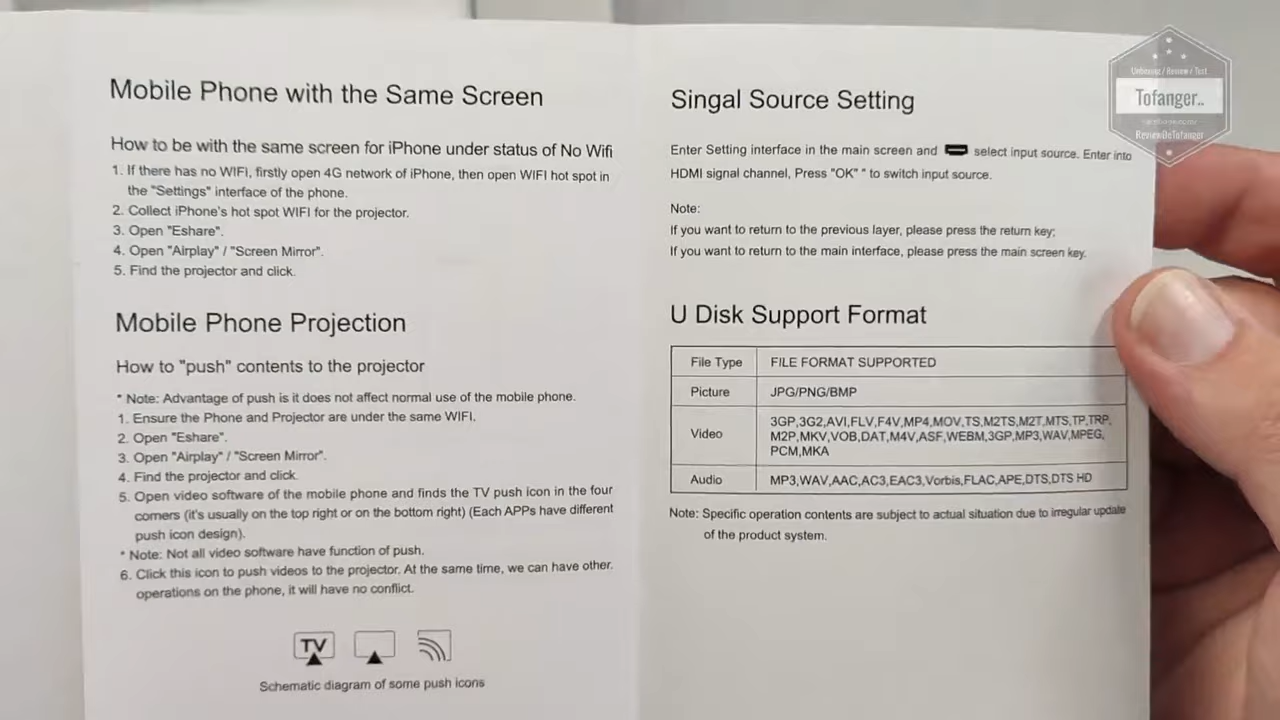 Mobile Phone with the Same Screen
How to be with the same screen for iPhone under status of No Wifi
1. If there has no WIFI, firstly open 4G network of iPhone, then open WIFI hot spot in
the "Settings" interface of the phone.
2. Collect iPhone's hot spot WIFI for the projector.
3. Open "Eshare".
4. Open "Airplay" / "Screen Mirror".
5. Find the projector and click.
Mobile Phone Projection
How to "push" contents to the projector
* Note: Advantage of push is it does not affect normal use of the mobile phone.
1. Ensure the Phone and Projector are under the same WIFI.
2. Open "Eshare".
3. Open "Airplay" / "Screen Mirror".
4. Find the projector and click.
5. Open video software of the mobile phone and finds the TV push icon in the four
corners (it's usually on the top right or on the bottom right) (Each APPs have different
push icon design).
* Note: Not all video software have function of push.
6. Click this icon to push videos to the projector. At the same time, we can have other.
operations on the phone, it will have no conflict.
TV
Schematic diagram of some push icons
Singal Source Setting
Enter Setting interface in the main screen and select input source. Enter into
HDMI signal channel, Press "OK" " to switch input source.
Note:
If you want to return to the previous layer, please press the return key;
If you want to return to the main interface, please press the main screen key.
U Disk Support Format
File Type FILE FORMAT SUPPORTED
Picture JPG/PNG/BMP
Video 3GP,3G2,AVI,FLV,F4V,MP4,MOV,TS,M2TS,M2T,MTS,TP,TRP,
M2P,MKV,VOB,DAT,M4V,ASF,WEBM,3GP,MP3,WAV,MPEG,
PCM,MKA
Audio MP3,WAV,AAC,AC3,EAC3,Vorbis,FLAC,APE,DTS,DTS HD
Note: Specific operation contents are subject to actual situation due to irregular update
of the product system.
Unboxing / Review / Test
Tofanger..
ReviewDeTofanger